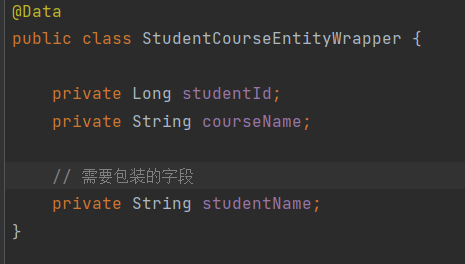 @Data
public class StudentCourseEntityWrapper {
private Long studentId;
private String courseName;
// 需要包装的字段
private String studentName;
}